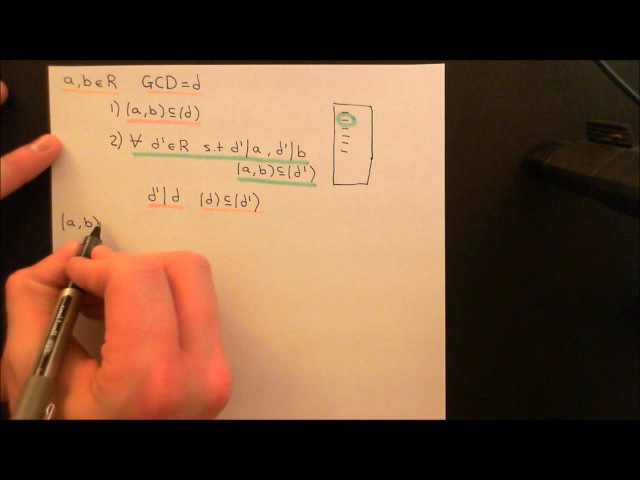 a,b∈R GCD=d
1) (a,b)⊆(d)
2) ∀ d'∈R s.t d'|a, d'|b
(a,b)⊆(d')
d'|d (d)⊆(d')
(a,b)